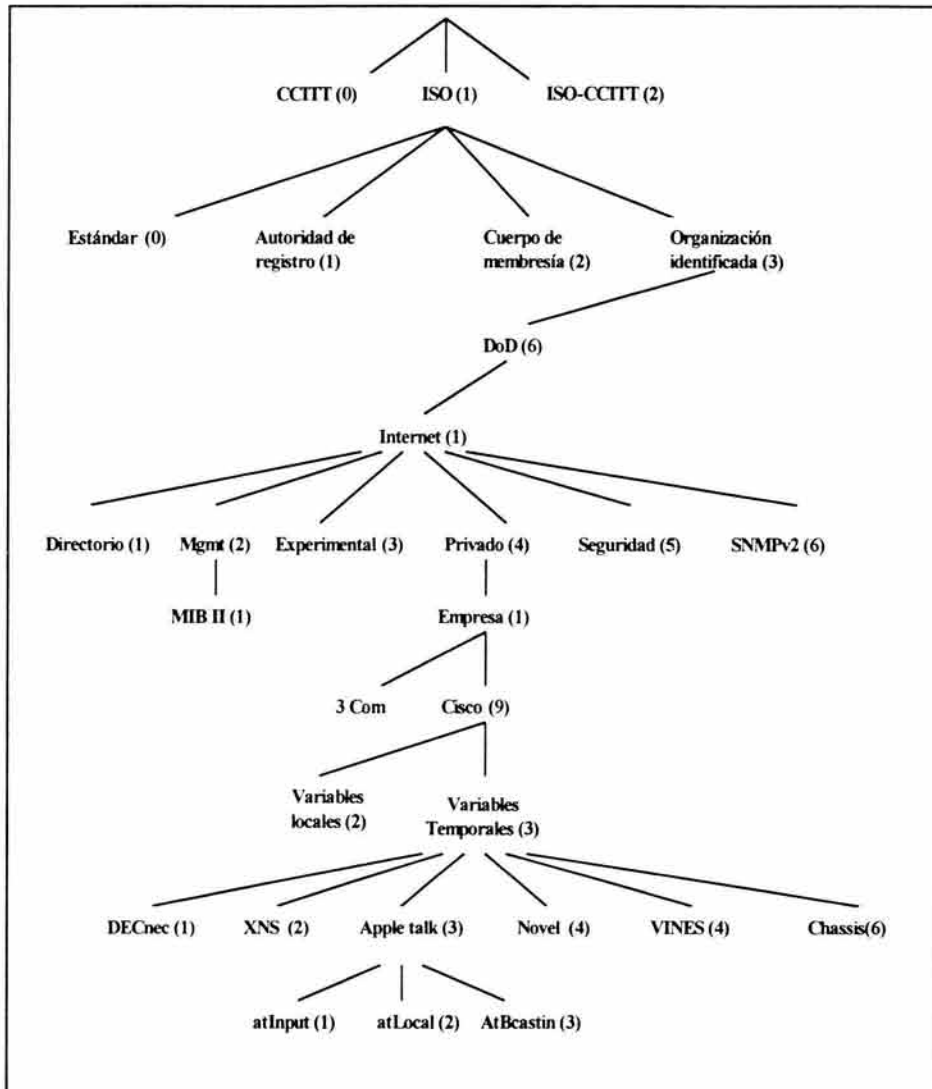 CCITT (0) ISO (1) ISO-CCITT (2)
Estándar (0) Autoridad de registro (1) Cuerpo de membresía (2) Organización identificada (3)
DoD (6)
Internet (1)
Directorio (1) Mgmt (2) Experimental (3) Privado (4) Seguridad (5) SNMPv2 (6)
MIB II (1) Empresa (1)
3 Com Cisco (9)
Variables locales (2) Variables Temporales (3)
DECnec (1) XNS (2) Apple talk (3) Novel (4) VINES (4) Chassis(6)
atInput (1) atLocal (2) AtBcastin (3)